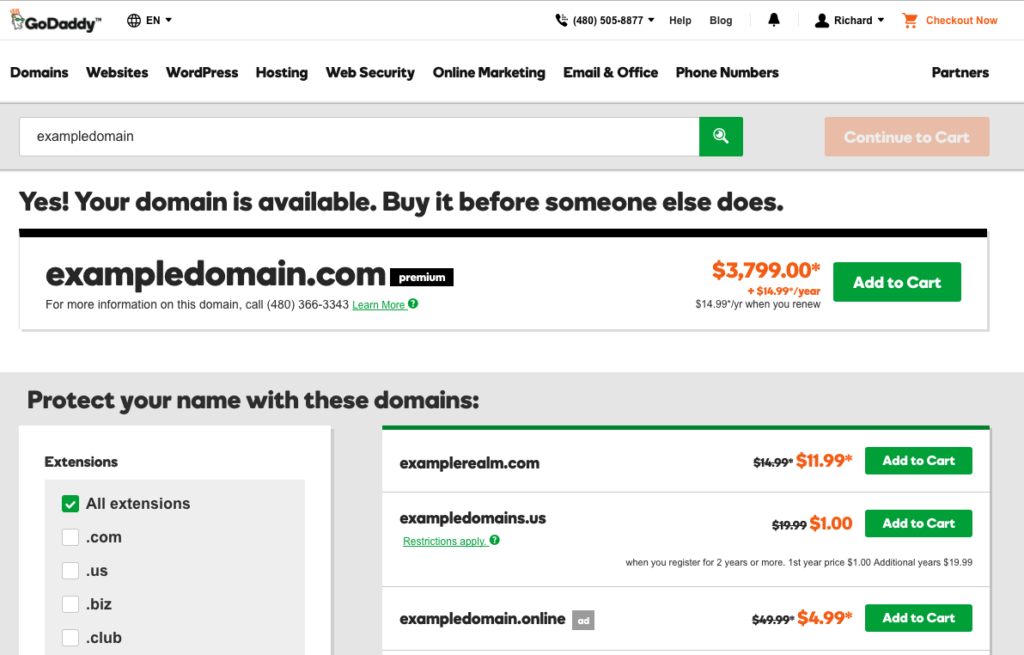 GoDaddy™ EN (480) 505-8877 Help Blog Richard Checkout Now
Domains Websites WordPress Hosting Web Security Online Marketing Email & Office Phone Numbers Partners
exampledomain Continue to Cart
Yes! Your domain is available. Buy it before someone else does.
exampledomain.com premium
For more information on this domain, call (480) 366-3343 Learn More ?
$3,799.00*
+ $14.99*/year
$14.99*/yr when you renew
Add to Cart
Protect your name with these domains:
Extensions
All extensions
.com
.us
.biz
.club
examplerealm.com $14.99* $11.99* Add to Cart
exampledomains.us $19.99 $1.00 Add to Cart
Restrictions apply. ?
when you register for 2 years or more. 1st year price $1.00 Additional years $19.99
exampledomain.online ad $49.99* $4.99* Add to Cart